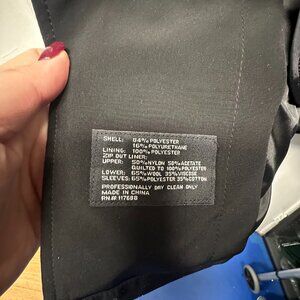 SHELL: 84% POLYESTER
16% POLYURETHANE
LINING: 100% POLYESTER
ZIP OUT LINER:
UPPER: 50% NYLON 50% ACETATE
QUILTED TO 100% POLYESTER
LOWER: 65% WOOL 35% VISCOSE
SLEEVES: 65% POLYESTER 35% COTTON
PROFESSIONALLY DRY CLEAN ONLY
MADE IN CHINA
RN# 117688